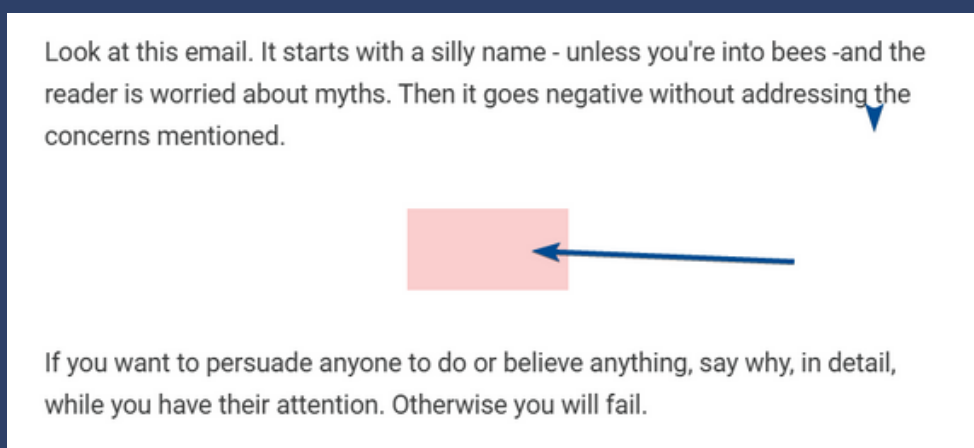 Look at this email. It starts with a silly name - unless you're into bees -and the
reader is worried about myths. Then it goes negative without addressing the
concerns mentioned.
If you want to persuade anyone to do or believe anything, say why, in detail,
while you have their attention. Otherwise you will fail.